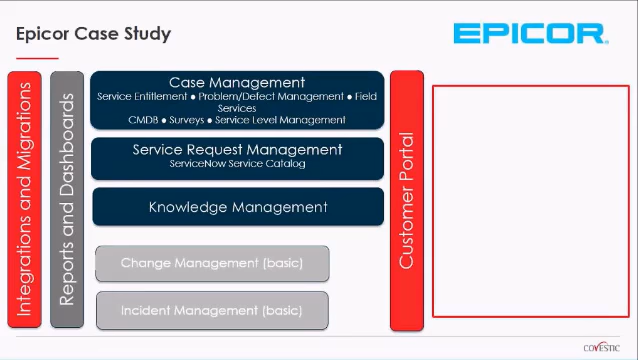 Epicor Case Study
EPICOR
Integrations and Migrations
Reports and Dashboards
Case Management
Service Entitlement ● Problem/Defect Management ● Field
Services
CMDB ● Surveys ● Service Level Management
Service Request Management
ServiceNow Service Catalog
Knowledge Management
Change Management (basic)
Incident Management (basic)
Customer Portal
COVESTIC